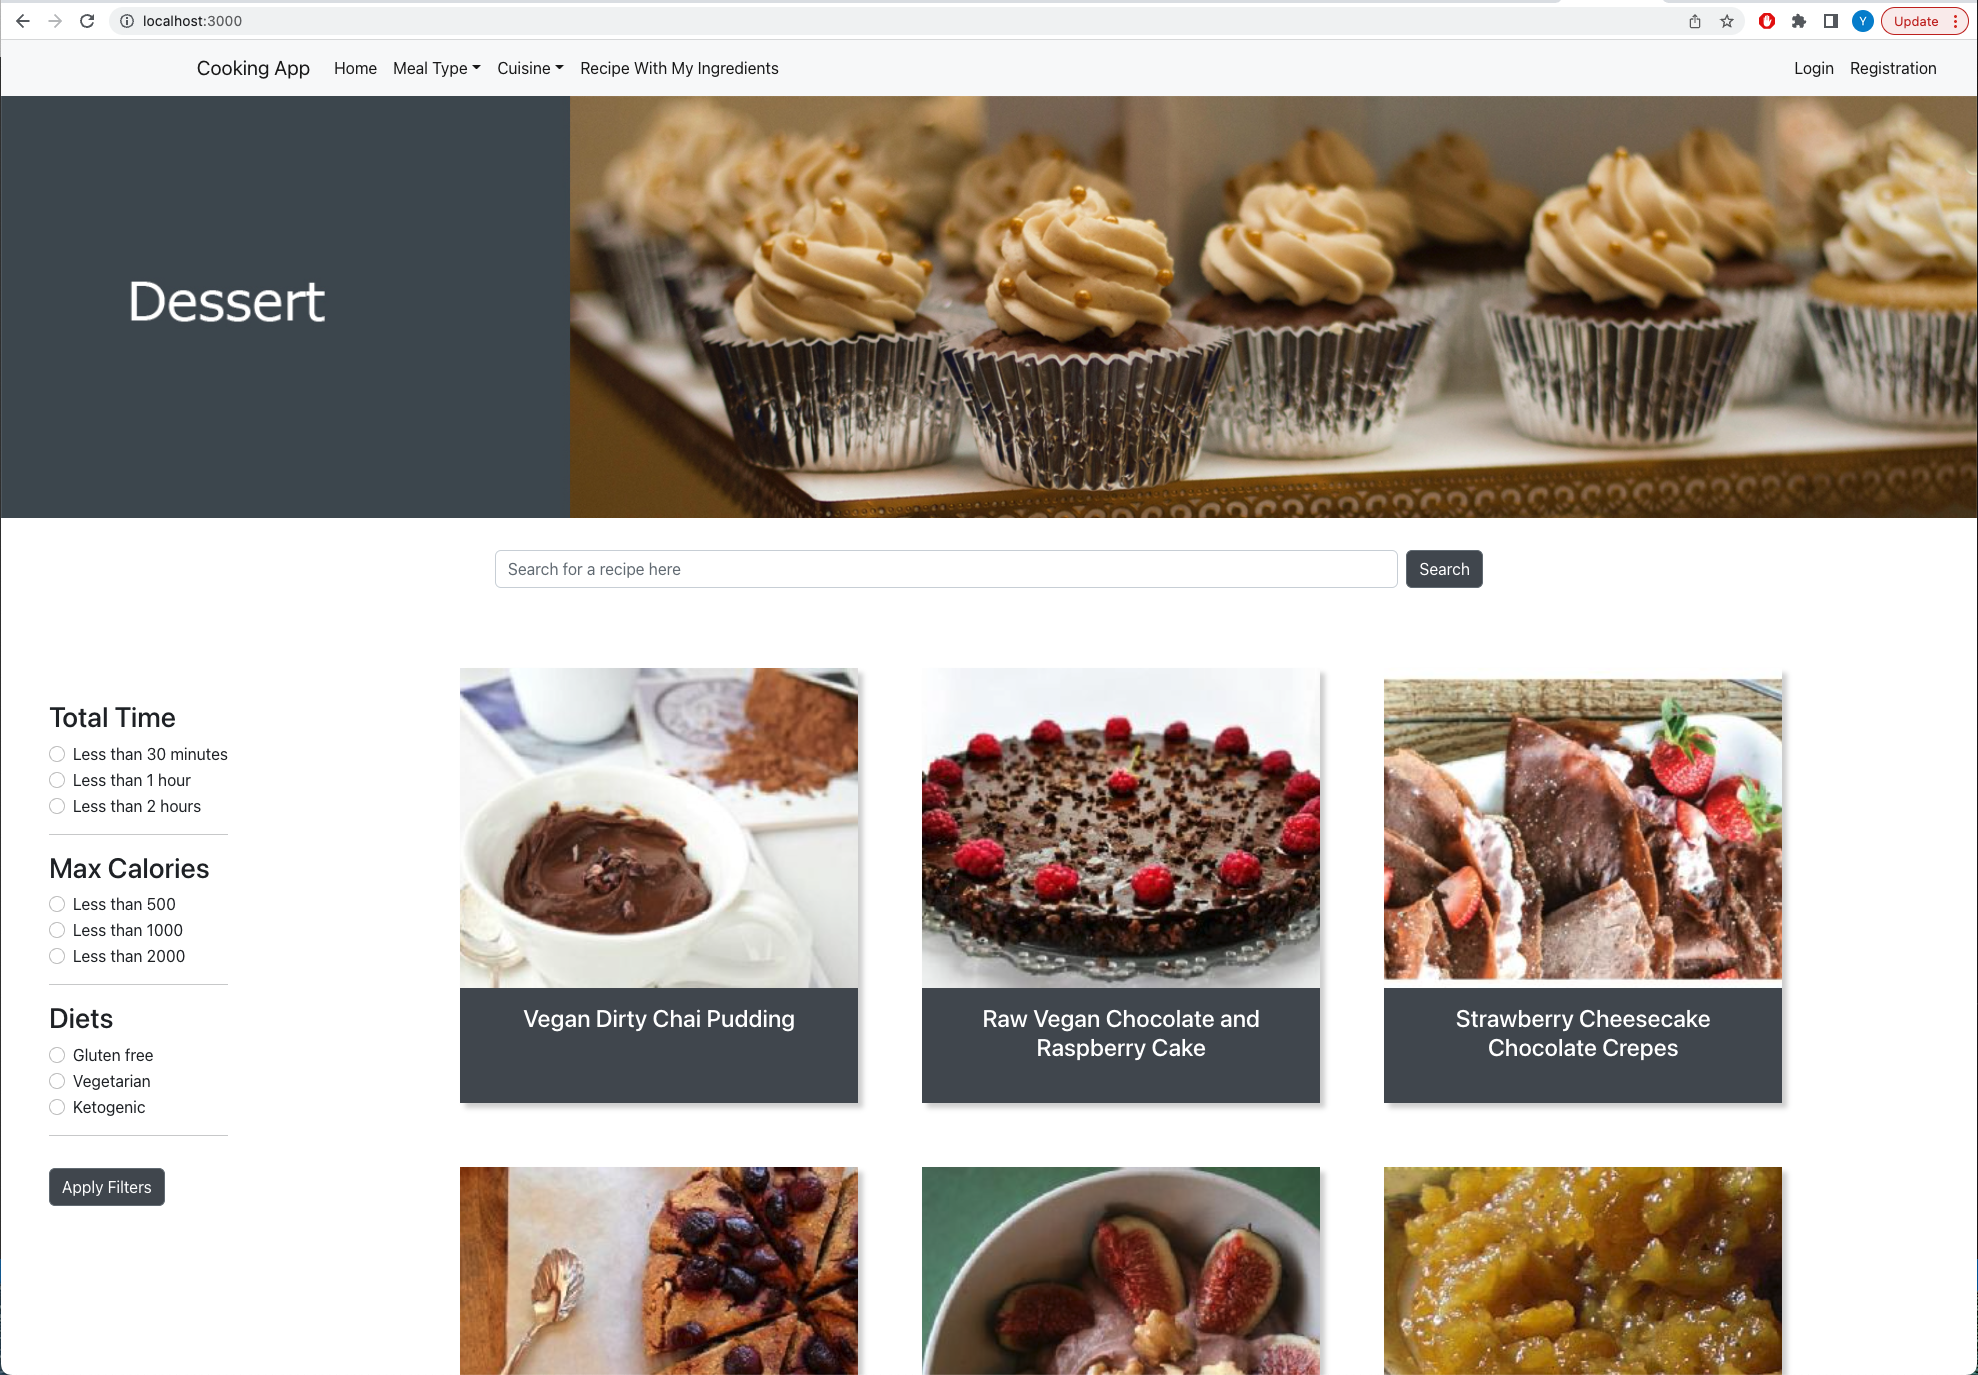 localhost:3000
Y
Update
Cooking App Home Meal Type Cuisine Recipe With My Ingredients Login Registration
Dessert
Search for a recipe here Search
Total Time
Less than 30 minutes
Less than 1 hour
Less than 2 hours
Max Calories
Less than 500
Less than 1000
Less than 2000
Diets
Gluten free
Vegetarian
Ketogenic
Apply Filters
Vegan Dirty Chai Pudding
Raw Vegan Chocolate and
Raspberry Cake
Strawberry Cheesecake
Chocolate Crepes